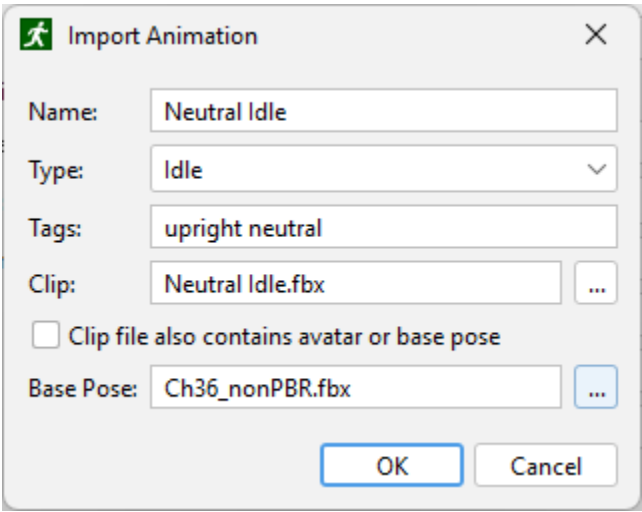 Import Animation
Name: Neutral Idle
Type: Idle
Tags: upright neutral
Clip: Neutral Idle.fbx ...
Clip file also contains avatar or base pose
Base Pose: Ch36_nonPBR.fbx ...
OK Cancel